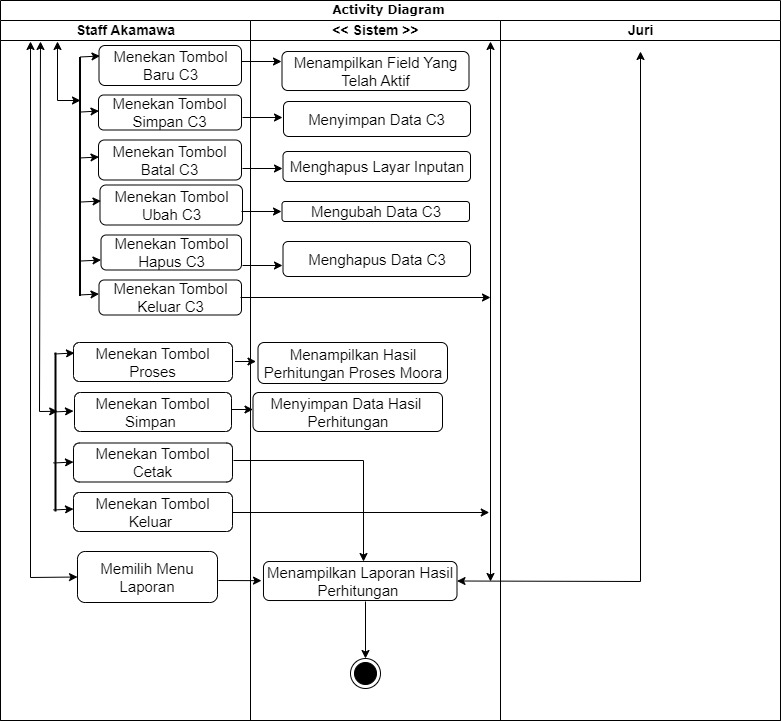 Activity Diagram
Staff Akamawa
<< Sistem >>
Juri
Menekan Tombol
Baru C3
Menampilkan Field Yang
Telah Aktif
Menekan Tombol
Simpan C3
Menyimpan Data C3
Menekan Tombol
Batal C3
Menghapus Layar Inputan
Menekan Tombol
Ubah C3
Mengubah Data C3
Menekan Tombol
Hapus C3
Menghapus Data C3
Menekan Tombol
Keluar C3
Menekan Tombol
Proses
Menampilkan Hasil
Perhitungan Proses Moora
Menekan Tombol
Simpan
Menyimpan Data Hasil
Perhitungan
Menekan Tombol
Cetak
Menekan Tombol
Keluar
Memilih Menu
Laporan
Menampilkan Laporan Hasil
Perhitungan